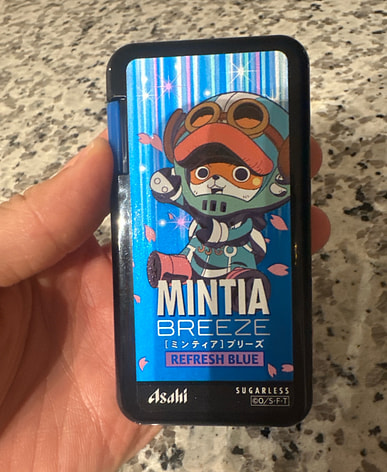 MINTIA
BREEZE
[ミンティア]ブリーズ
REFRESH BLUE
Asahi
SUGARLESS
©O/S･F･T